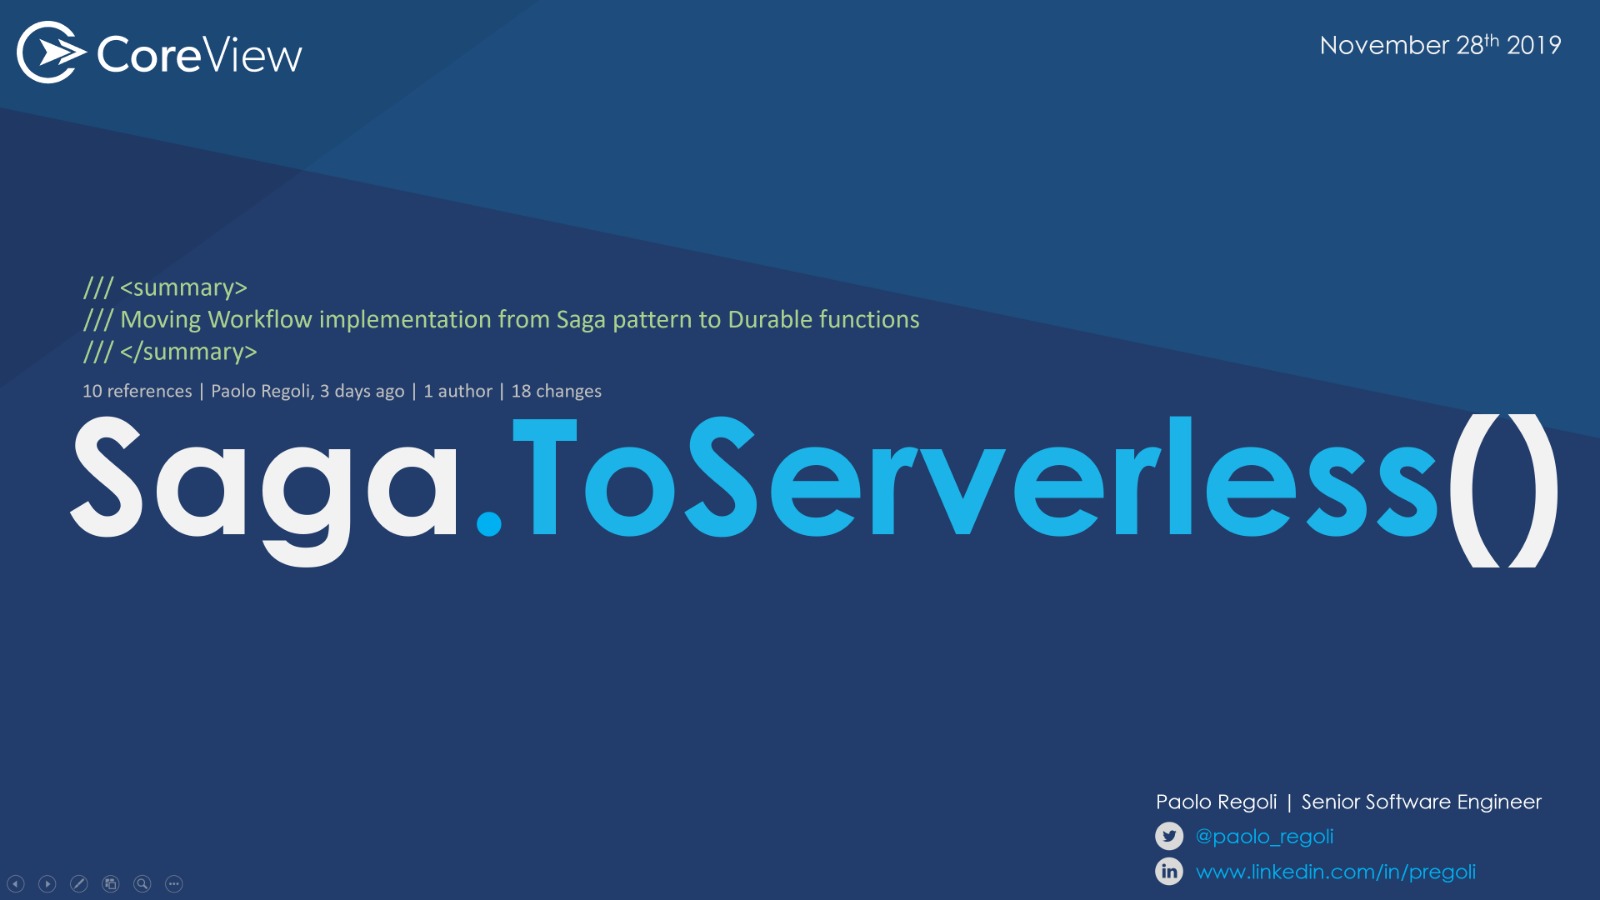 CoreView
November 28th 2019
/// <summary>
/// Moving Workflow implementation from Saga pattern to Durable functions
/// </summary>
10 references | Paolo Regoli, 3 days ago | 1 author | 18 changes
Saga.ToServerless()
Paolo Regoli | Senior Software Engineer
@paolo_regoli
in www.linkedin.com/in/pregoli